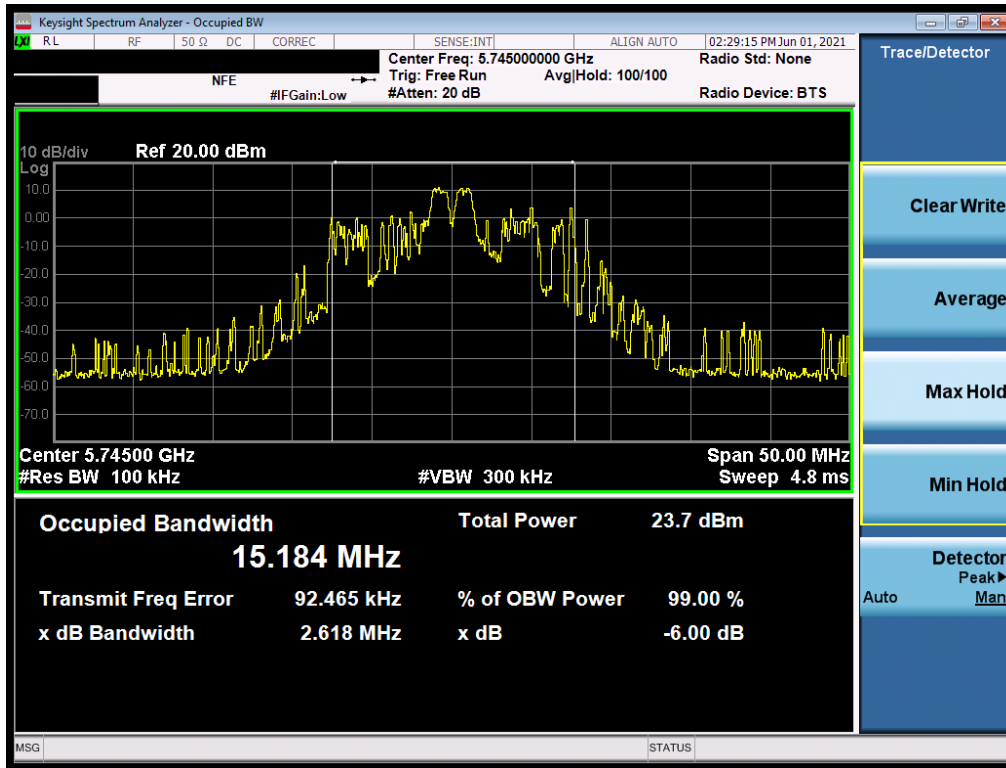 Keysight Spectrum Analyzer - Occupied BW
LXI RL RF 50 Ω DC CORREC SENSE:INT ALIGN AUTO 02:29:15 PM Jun 01, 2021
Center Freq: 5.745000000 GHz Radio Std: None
NFE Trig: Free Run Avg|Hold: 100/100
#IFGain:Low #Atten: 20 dB Radio Device: BTS
10 dB/div Ref 20.00 dBm
Log
10.0
0.00
-10.0
-20.0
-30.0
-40.0
-50.0
-60.0
-70.0
Center 5.74500 GHz Span 50.00 MHz
#Res BW 100 kHz #VBW 300 kHz Sweep 4.8 ms
Occupied Bandwidth Total Power 23.7 dBm
15.184 MHz
Transmit Freq Error 92.465 kHz % of OBW Power 99.00 %
x dB Bandwidth 2.618 MHz x dB -6.00 dB
MSG STATUS
Trace/Detector
Clear Write
Average
Max Hold
Min Hold
Detector
Peak▶
Auto Man